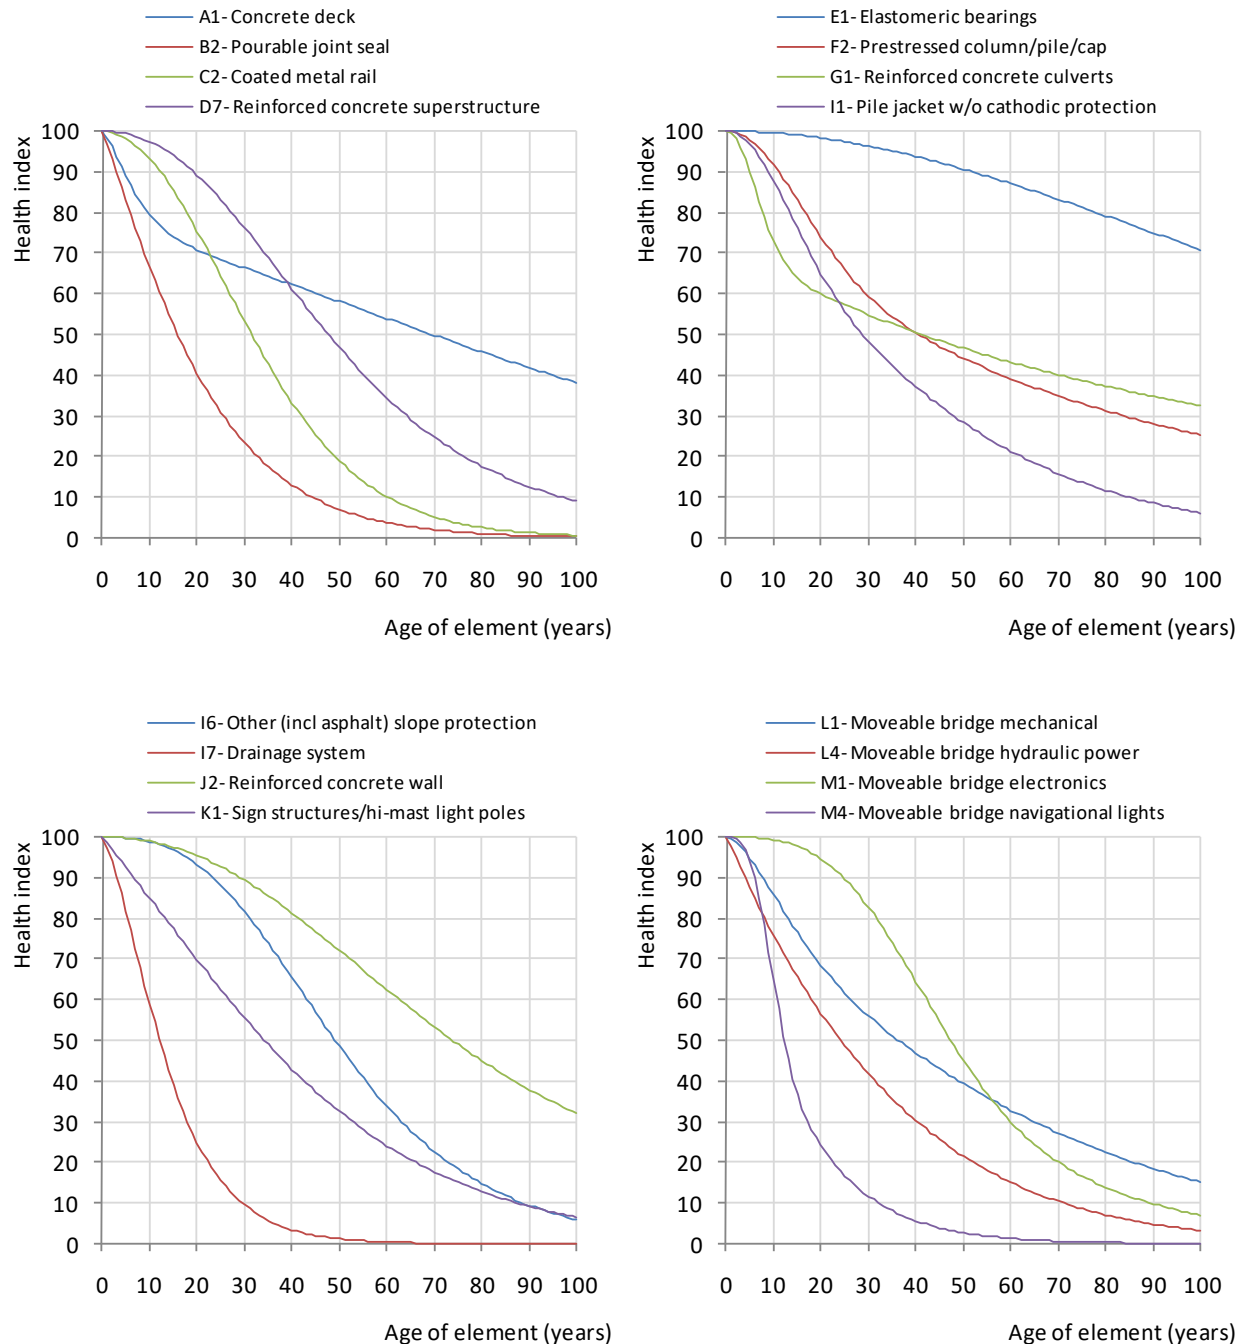 A1- Concrete deck
B2- Pourable joint seal
C2- Coated metal rail
D7- Reinforced concrete superstructure
Health index
100
90
80
70
60
50
40
30
20
10
0
0 10 20 30 40 50 60 70 80 90 100
Age of element (years)
E1- Elastomeric bearings
F2- Prestressed column/pile/cap
G1- Reinforced concrete culverts
I1- Pile jacket w/o cathodic protection
Health index
100
90
80
70
60
50
40
30
20
10
0
0 10 20 30 40 50 60 70 80 90 100
Age of element (years)
I6- Other (incl asphalt) slope protection
I7- Drainage system
J2- Reinforced concrete wall
K1- Sign structures/hi-mast light poles
Health index
100
90
80
70
60
50
40
30
20
10
0
0 10 20 30 40 50 60 70 80 90 100
Age of element (years)
L1- Moveable bridge mechanical
L4- Moveable bridge hydraulic power
M1- Moveable bridge electronics
M4- Moveable bridge navigational lights
Health index
100
90
80
70
60
50
40
30
20
10
0
0 10 20 30 40 50 60 70 80 90 100
Age of element (years)